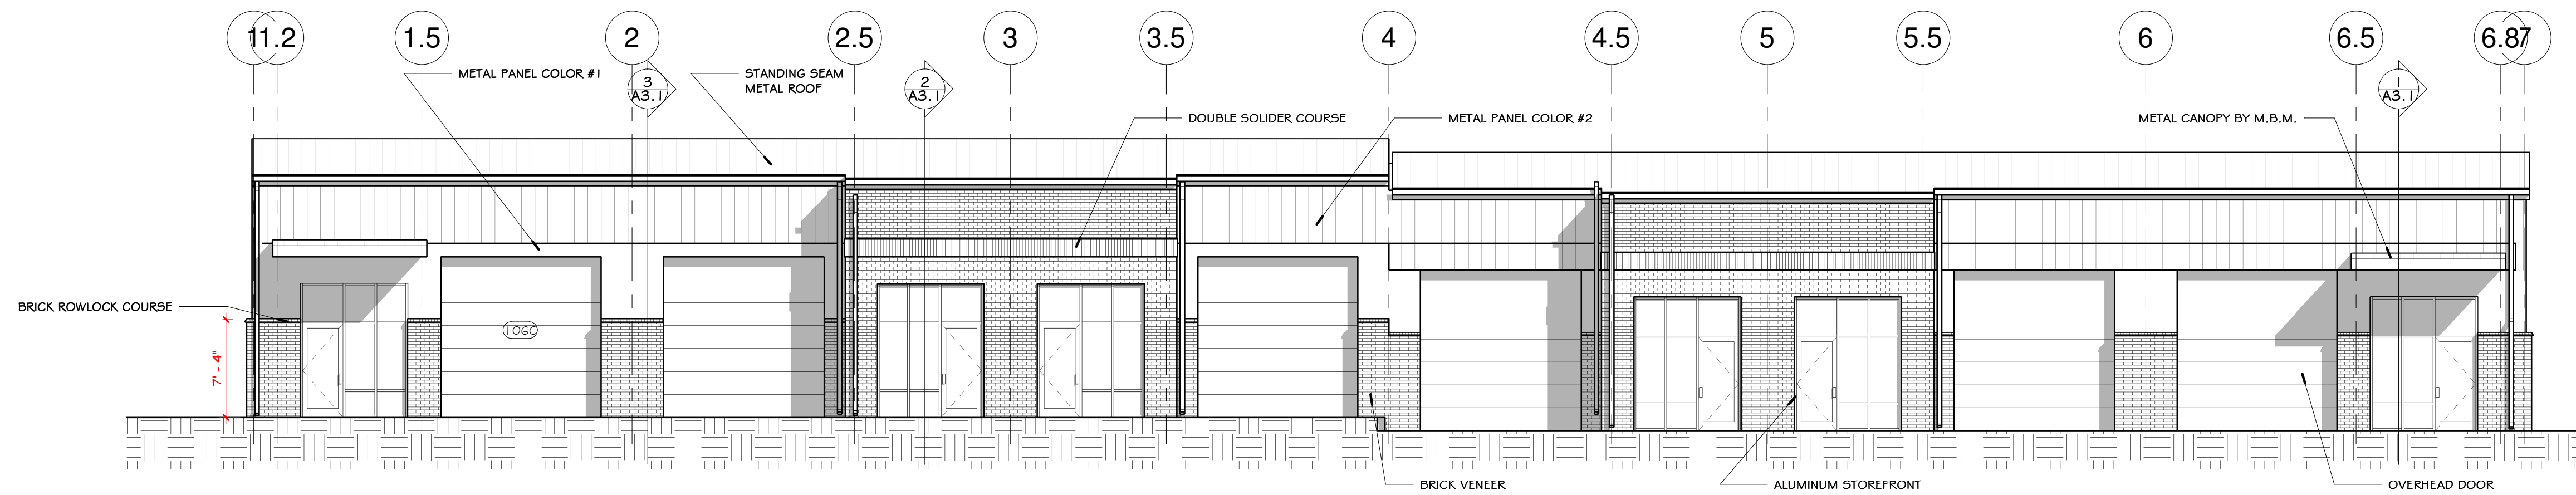 1
1.2
1.5
2
2.5
3
3.5
4
4.5
5
5.5
6
6.5
6.8
7
METAL PANEL COLOR #1
3
A3.1
STANDING SEAM
METAL ROOF
2
A3.1
DOUBLE SOLIDER COURSE
METAL PANEL COLOR #2
METAL CANOPY BY M.B.M.
1
A3.1
BRICK ROWLOCK COURSE
7' - 4"
106C
BRICK VENEER
ALUMINUM STOREFRONT
OVERHEAD DOOR